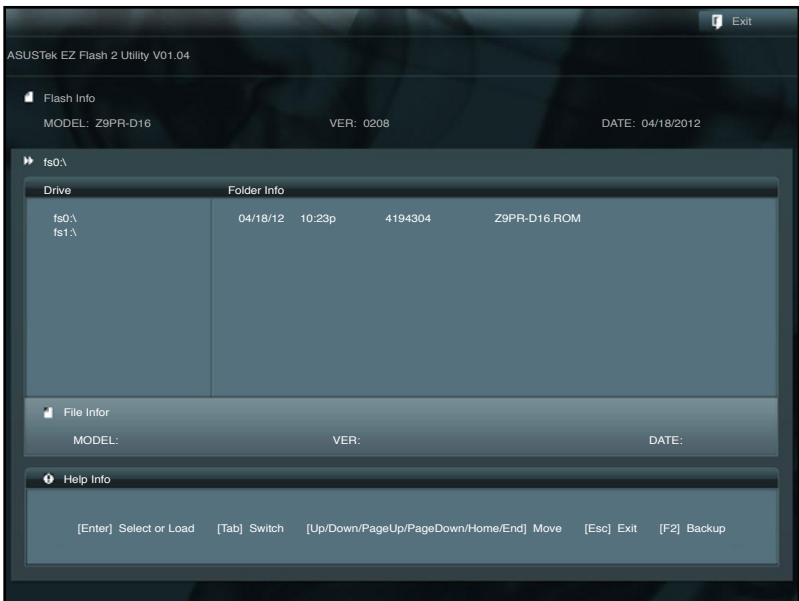 Exit
ASUSTek EZ Flash 2 Utility V01.04
Flash Info
MODEL: Z9PR-D16 VER: 0208 DATE: 04/18/2012
fs0:\
Drive Folder Info
fs0:\ 04/18/12 10:23p 4194304 Z9PR-D16.ROM
fs1:\
File Infor
MODEL: VER: DATE:
Help Info
[Enter] Select or Load [Tab] Switch [Up/Down/PageUp/PageDown/Home/End] Move [Esc] Exit [F2] Backup